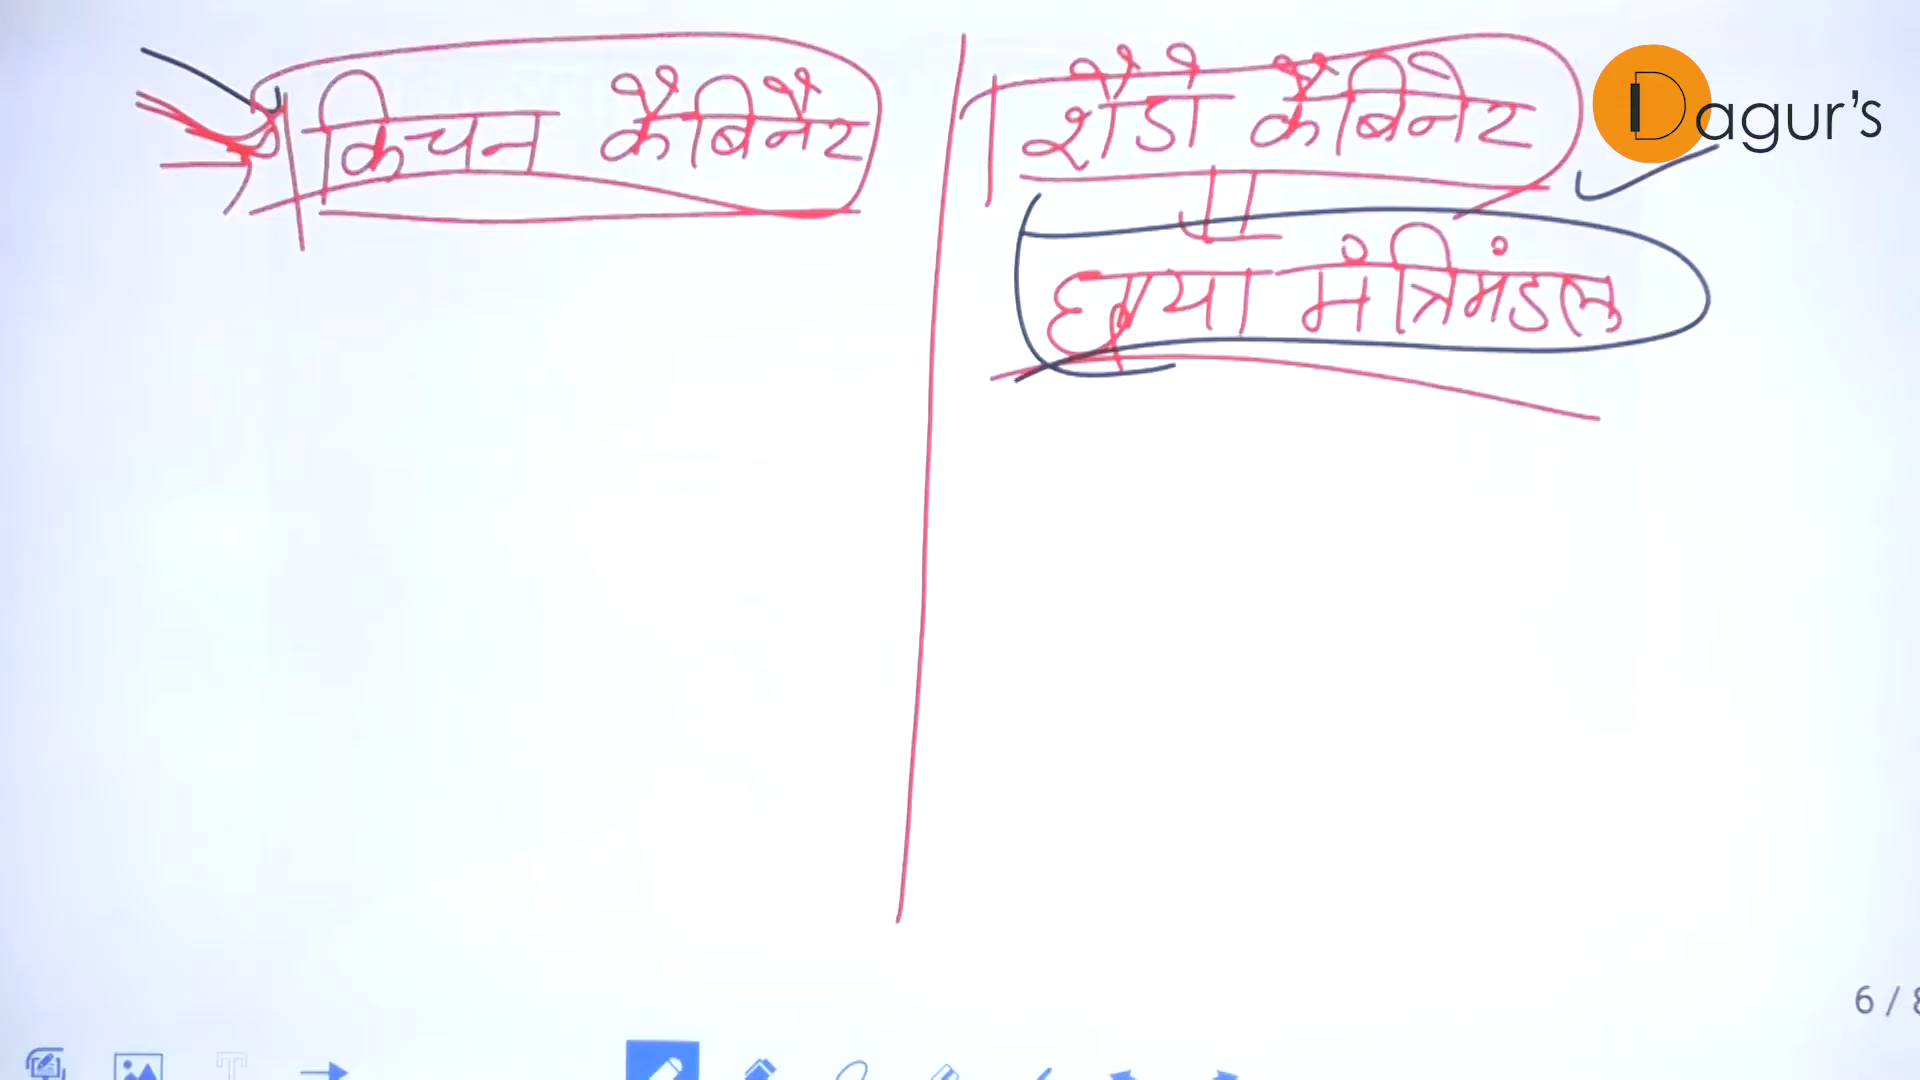 किचन कैबिनैट
शैडो कैबिनेट
छाया मंत्रिमंडल
Dagur's
6 / 8